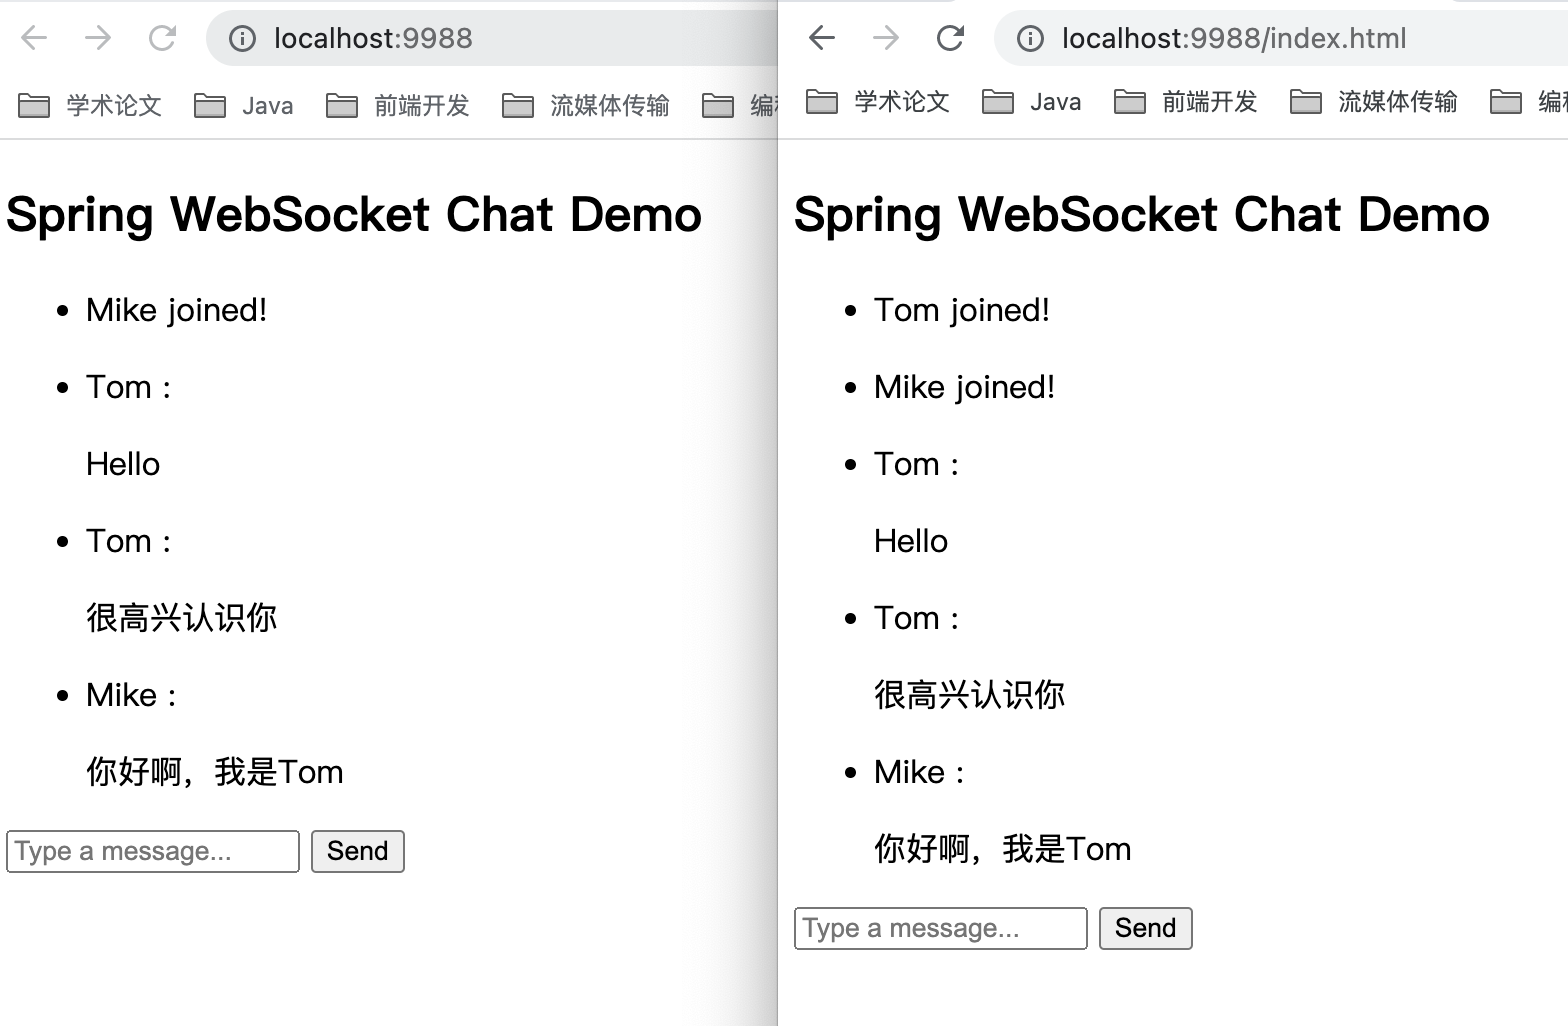 localhost:9988
学术论文 Java 前端开发 流媒体传输
Spring WebSocket Chat Demo
Mike joined!
Tom :
Hello
Tom :
很高兴认识你
Mike :
你好啊，我是Tom
Type a message... Send
localhost:9988/index.html
学术论文 Java 前端开发 流媒体传输
Spring WebSocket Chat Demo
Tom joined!
Mike joined!
Tom :
Hello
Tom :
很高兴认识你
Mike :
你好啊，我是Tom
Type a message... Send